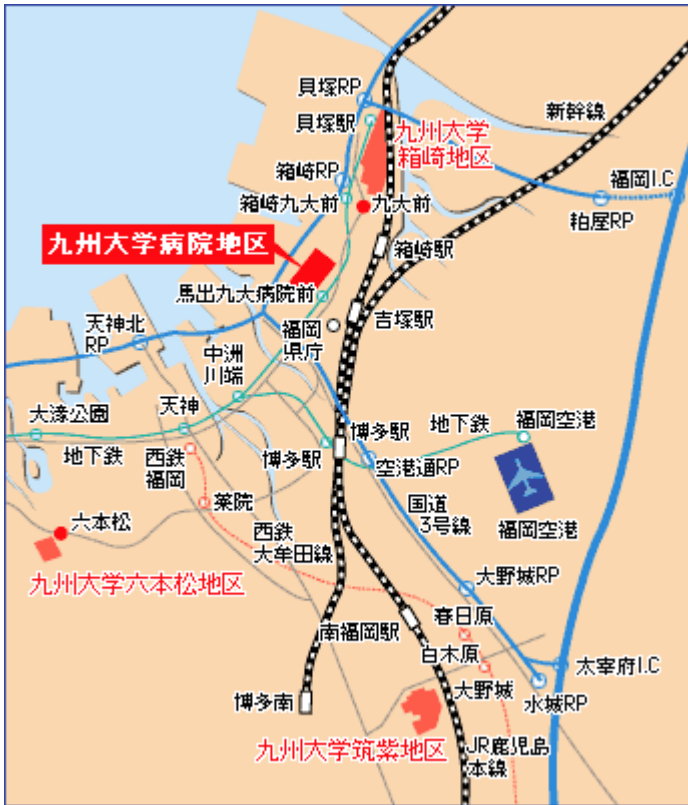 貝塚RP
貝塚駅
九州大学
箱崎地区
新幹線
箱崎RP
福岡I.C
箱崎九大前
九大前
粕屋RP
九州大学病院地区
箱崎駅
馬出九大病院前
吉塚駅
天神北
RP
福岡
県庁
中洲
川端
大濠公園
天神
地下鉄
福岡空港
地下鉄
西鉄
福岡
博多駅
博多駅
空港通RP
薬院
国道
3号線
福岡空港
六本松
西鉄
大牟田線
九州大学六本松地区
大野城RP
春日原
南福岡駅
白木原
太宰府I.C
大野城
水城RP
博多南
九州大学筑紫地区
JR鹿児島
本線